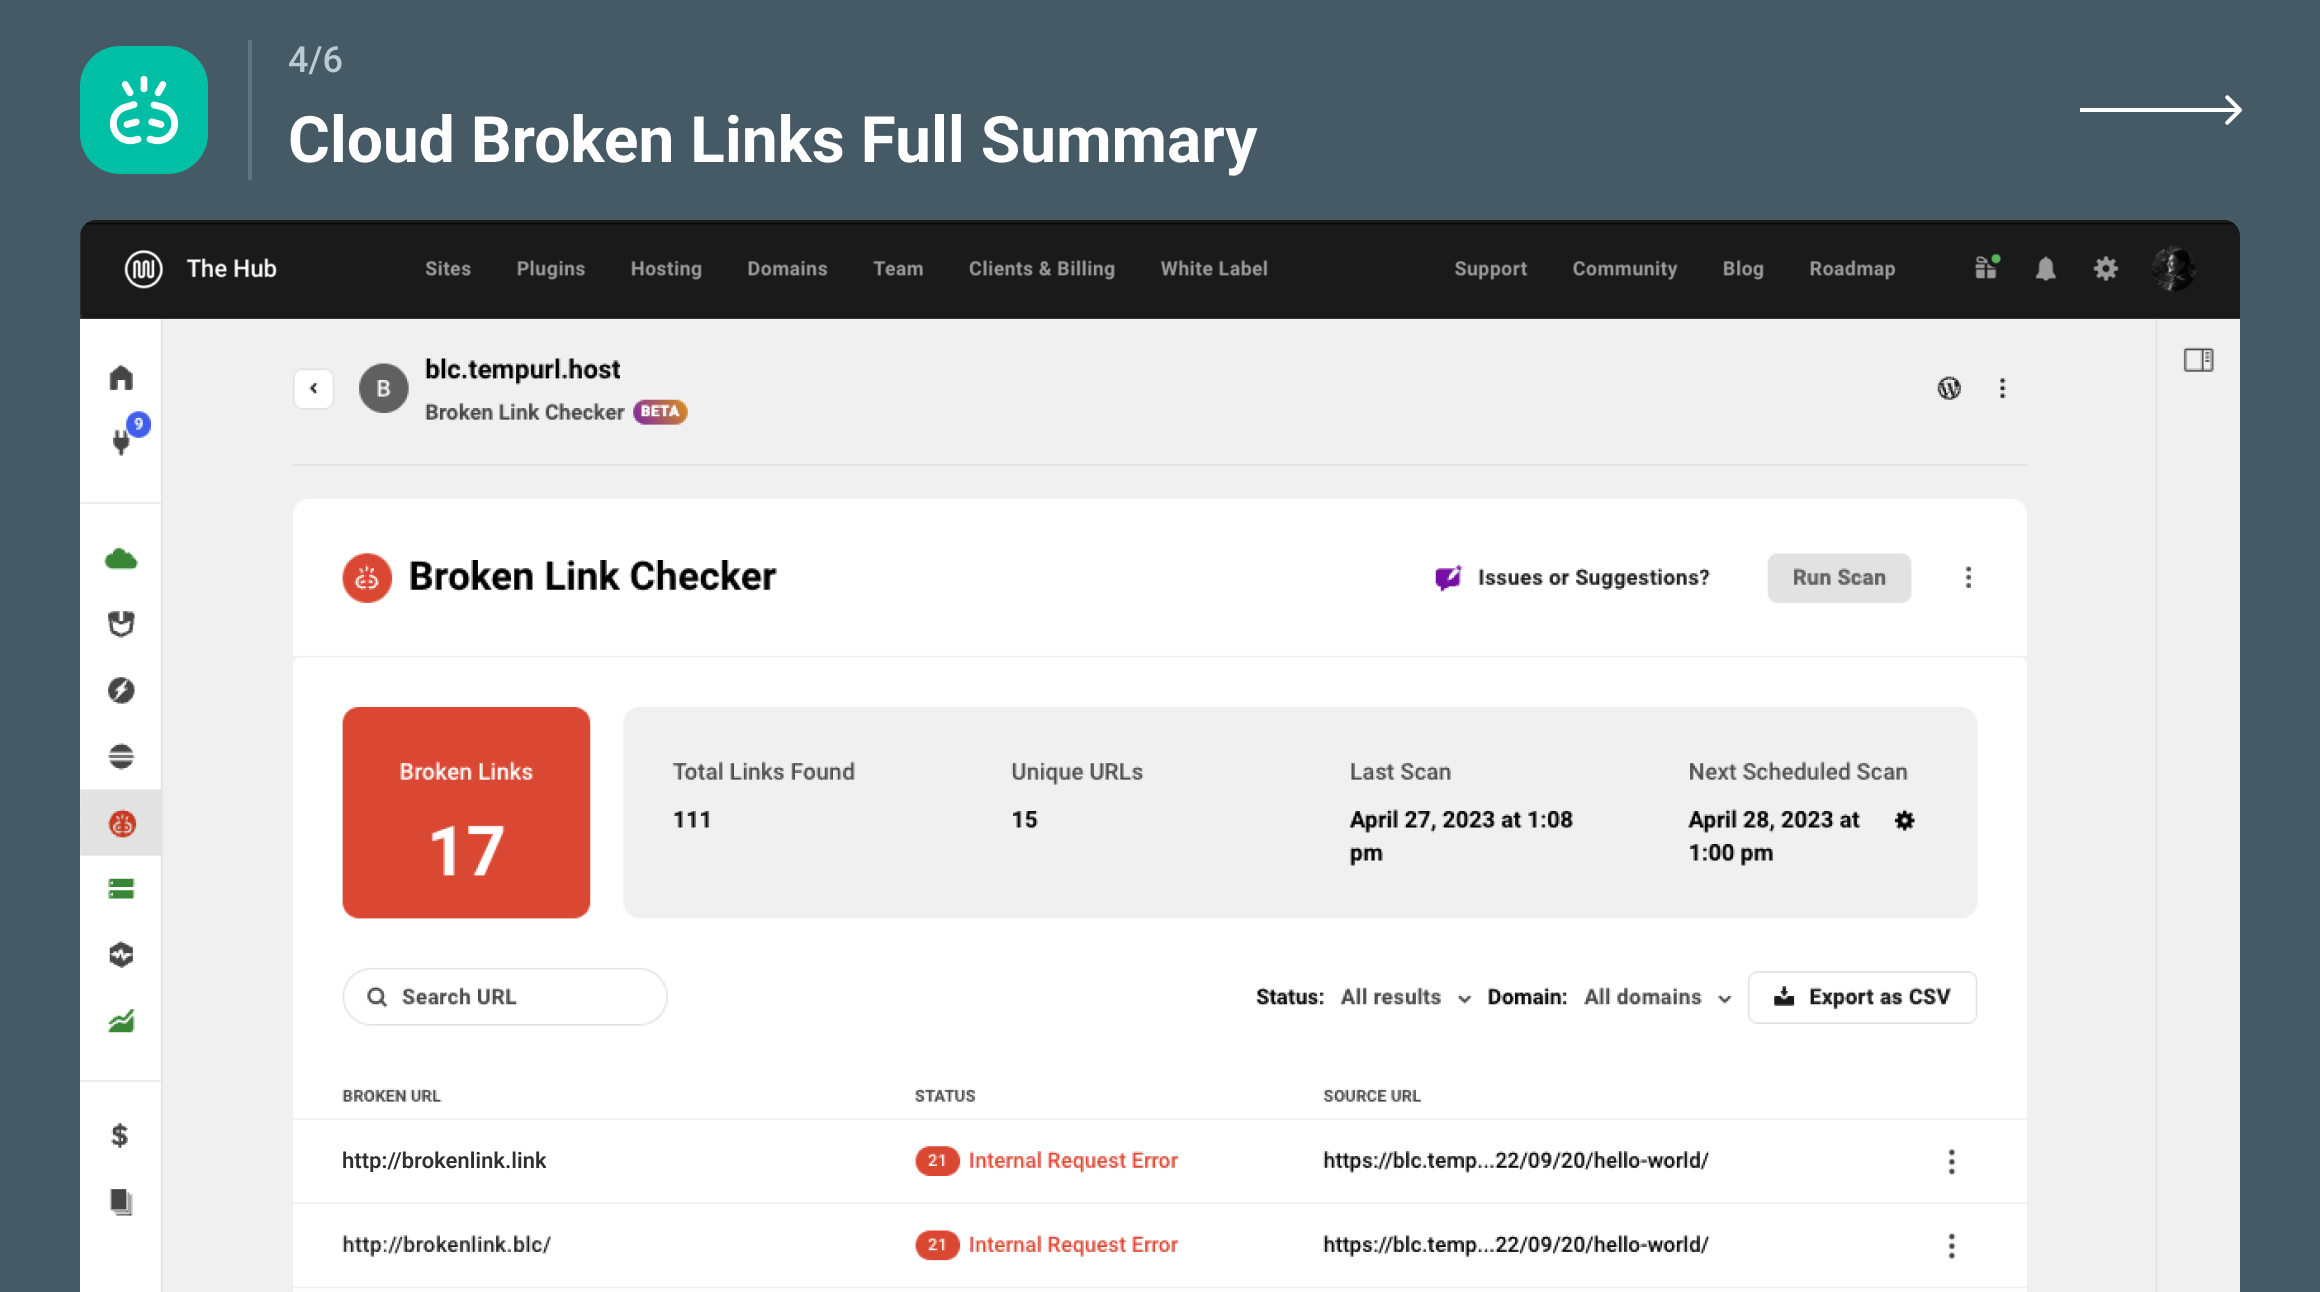 4/6
Cloud Broken Links Full Summary
The Hub
Sites Plugins Hosting Domains Team Clients & Billing White Label Support Community Blog Roadmap
9
B
blc.tempurl.host
Broken Link Checker BETA
Broken Link Checker
Issues or Suggestions?
Run Scan
Broken Links
17
Total Links Found
111
Unique URLs
15
Last Scan
April 27, 2023 at 1:08
pm
Next Scheduled Scan
April 28, 2023 at
1:00 pm
Search URL
Status: All results Domain: All domains Export as CSV
BROKEN URL STATUS SOURCE URL
http://brokenlink.link 21 Internal Request Error https://blc.temp...22/09/20/hello-world/
http://brokenlink.blc/ 21 Internal Request Error https://blc.temp...22/09/20/hello-world/